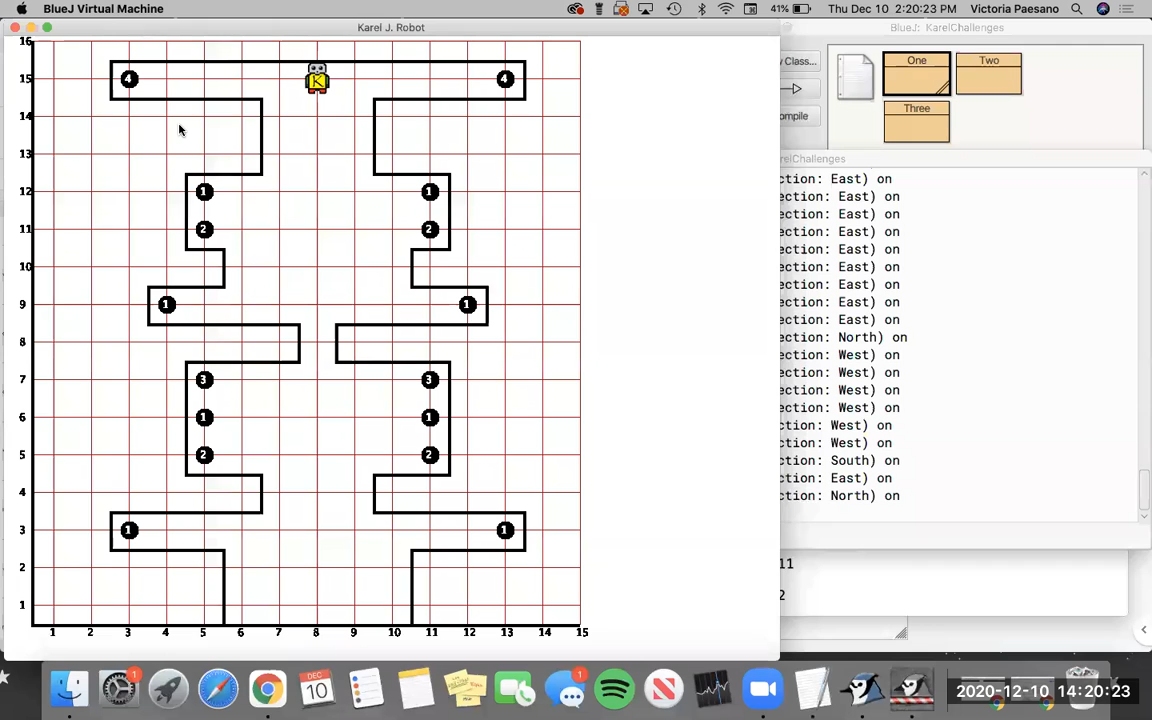 BlueJ Virtual Machine
41%
Thu Dec 10 2:20:23 PM
Victoria Paesano
Karel J. Robot
BlueJ: KarelChallenges
16
15
14
13
12
11
10
9
8
7
6
5
4
3
2
1
4
K
4
1
1
2
2
1
1
3
3
1
1
2
2
1
1
1 2 3 4 5 6 7 8 9 10 11 12 13 14 15
Class...
One
Two
Three
relChallenges
ction: East) on
ection: East) on
ection: East) on
ection: East) on
ection: East) on
ection: East) on
ection: East) on
ection: East) on
ection: East) on
ection: North) on
ection: West) on
ection: West) on
ection: West) on
ection: West) on
ction: West) on
ction: West) on
ction: South) on
ction: East) on
ction: North) on
11
2
1
DEC
10
1
2020-12-10 14:20:23